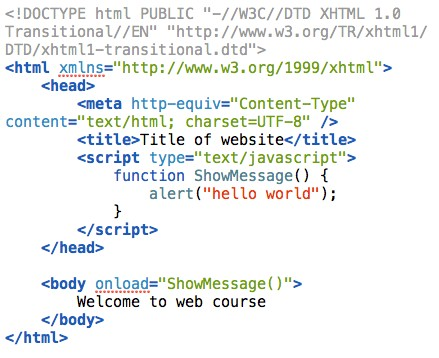 <!DOCTYPE html PUBLIC "-//W3C//DTD XHTML 1.0
Transitional//EN" "http://www.w3.org/TR/xhtml1/
DTD/xhtml1-transitional.dtd">
<html xmlns="http://www.w3.org/1999/xhtml">
    <head>
        <meta http-equiv="Content-Type"
content="text/html; charset=UTF-8" />
        <title>Title of website</title>
        <script type="text/javascript">
            function ShowMessage() {
                alert("hello world");
            }
        </script>
    </head>

    <body onload="ShowMessage()">
        Welcome to web course
    </body>
</html>